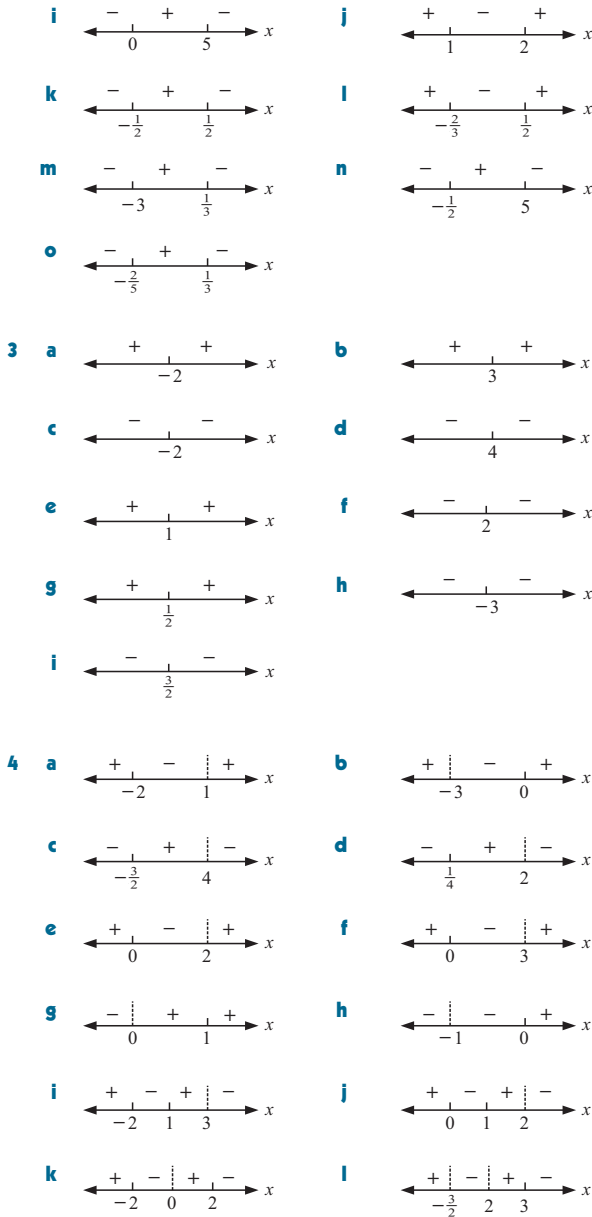 i − + − 0 5 x j + − + 1 2 x
k − + − −1/2 1/2 x l + − + −2/3 1/2 x
m − + − −3 1/3 x n − + − −1/2 5 x
o − + − −2/5 1/3 x
3 a + + −2 x b + + 3 x
c − − −2 x d − − 4 x
e + + 1 x f − − 2 x
g + + 1/2 x h − − −3 x
i − − 3/2 x
4 a + − + −2 1 x b + − + −3 0 x
c − + − −3/2 4 x d − + − 1/4 2 x
e + − + 0 2 x f + − + 0 3 x
g − + + 0 1 x h − − + −1 0 x
i + − + − −2 1 3 x j + − + − 0 1 2 x
k + − + − −2 0 2 x l + − + − −3/2 2 3 x